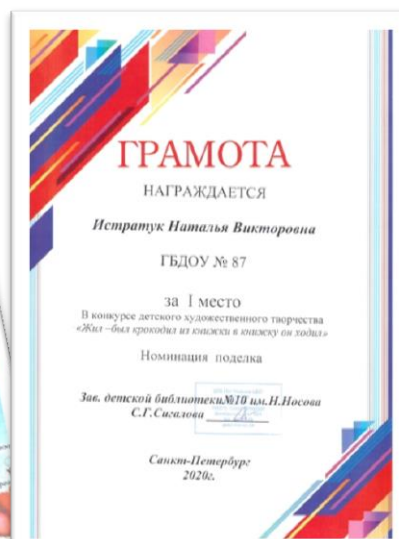 ГРАМОТА
НАГРАЖДАЕТСЯ
Истратук Наталья Викторовна
ГБДОУ № 87
за I место
В конкурсе детского художественного творчества
«Жил –был крокодил из книжки в книжку он ходил»
Номинация поделка
Зав. детской библиотеки№10 им.Н.Носова
С.Г.Сигалова
Санкт-Петербург
2020г.